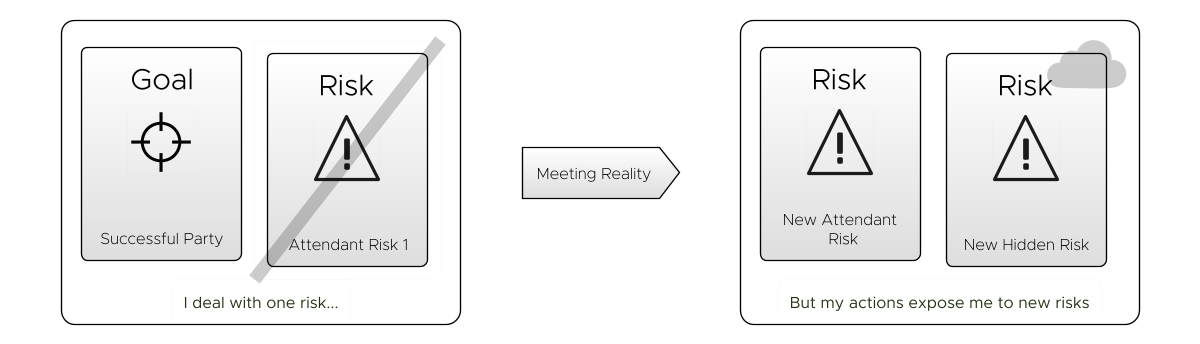 Goal
Successful Party
Risk
Attendant Risk 1
I deal with one risk...
Meeting Reality
Risk
New Attendant
Risk
Risk
New Hidden Risk
But my actions expose me to new risks